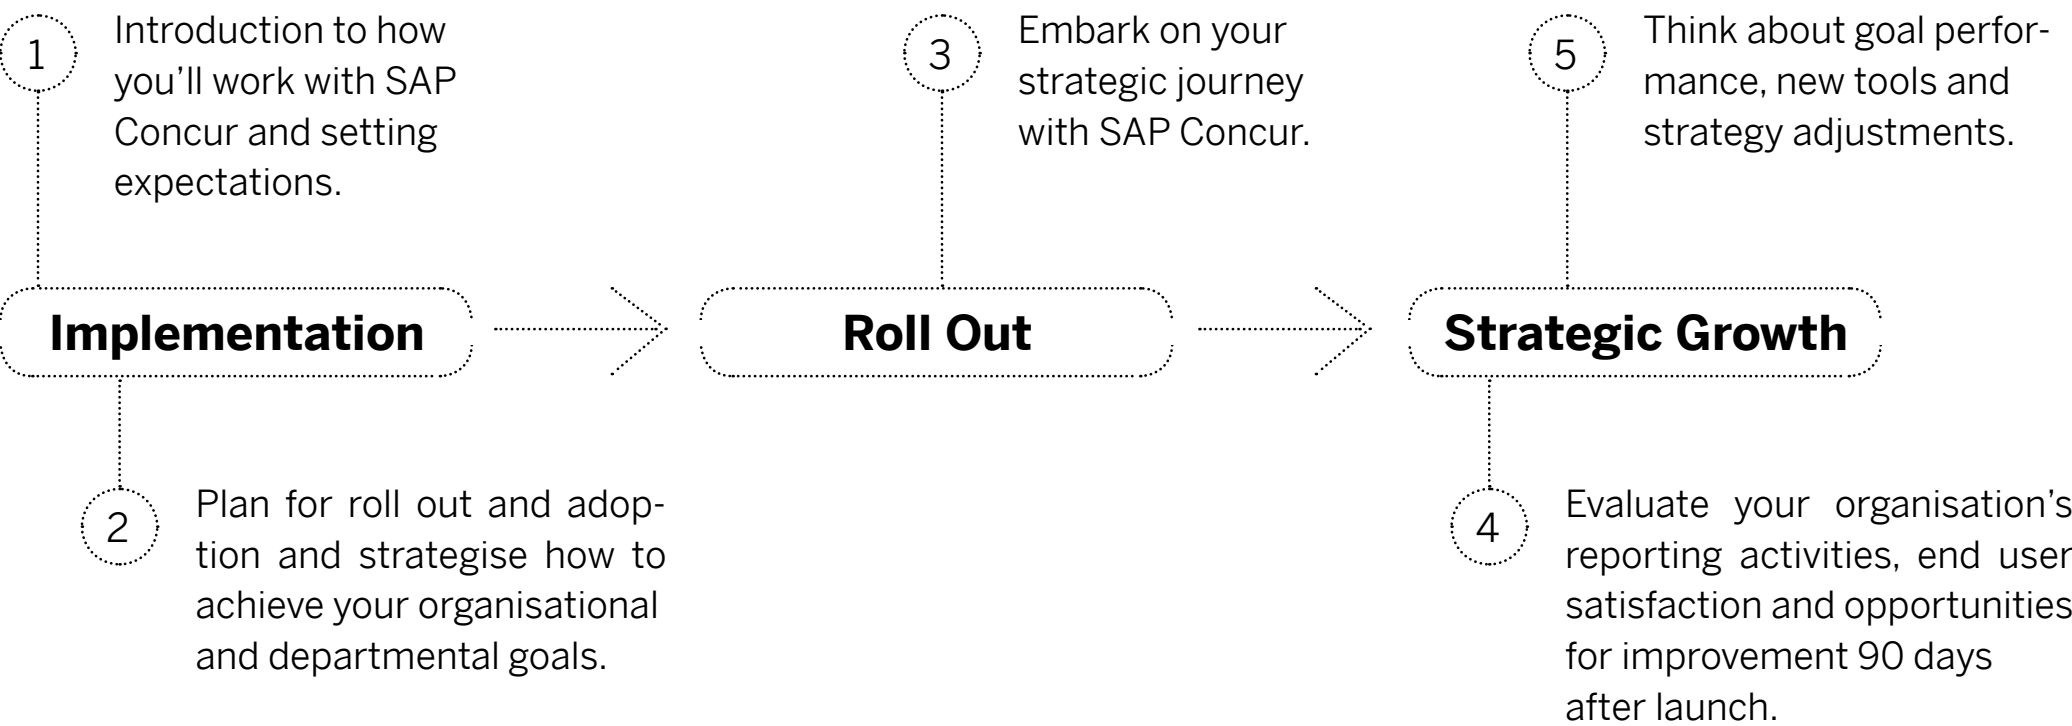 1
Introduction to how
you’ll work with SAP
Concur and setting
expectations.
3
Embark on your
strategic journey
with SAP Concur.
5
Think about goal perfor-
mance, new tools and
strategy adjustments.
Implementation
Roll Out
Strategic Growth
2
Plan for roll out and adop-
tion and strategise how to
achieve your organisational
and departmental goals.
4
Evaluate your organisation’s
reporting activities, end user
satisfaction and opportunities
for improvement 90 days
after launch.